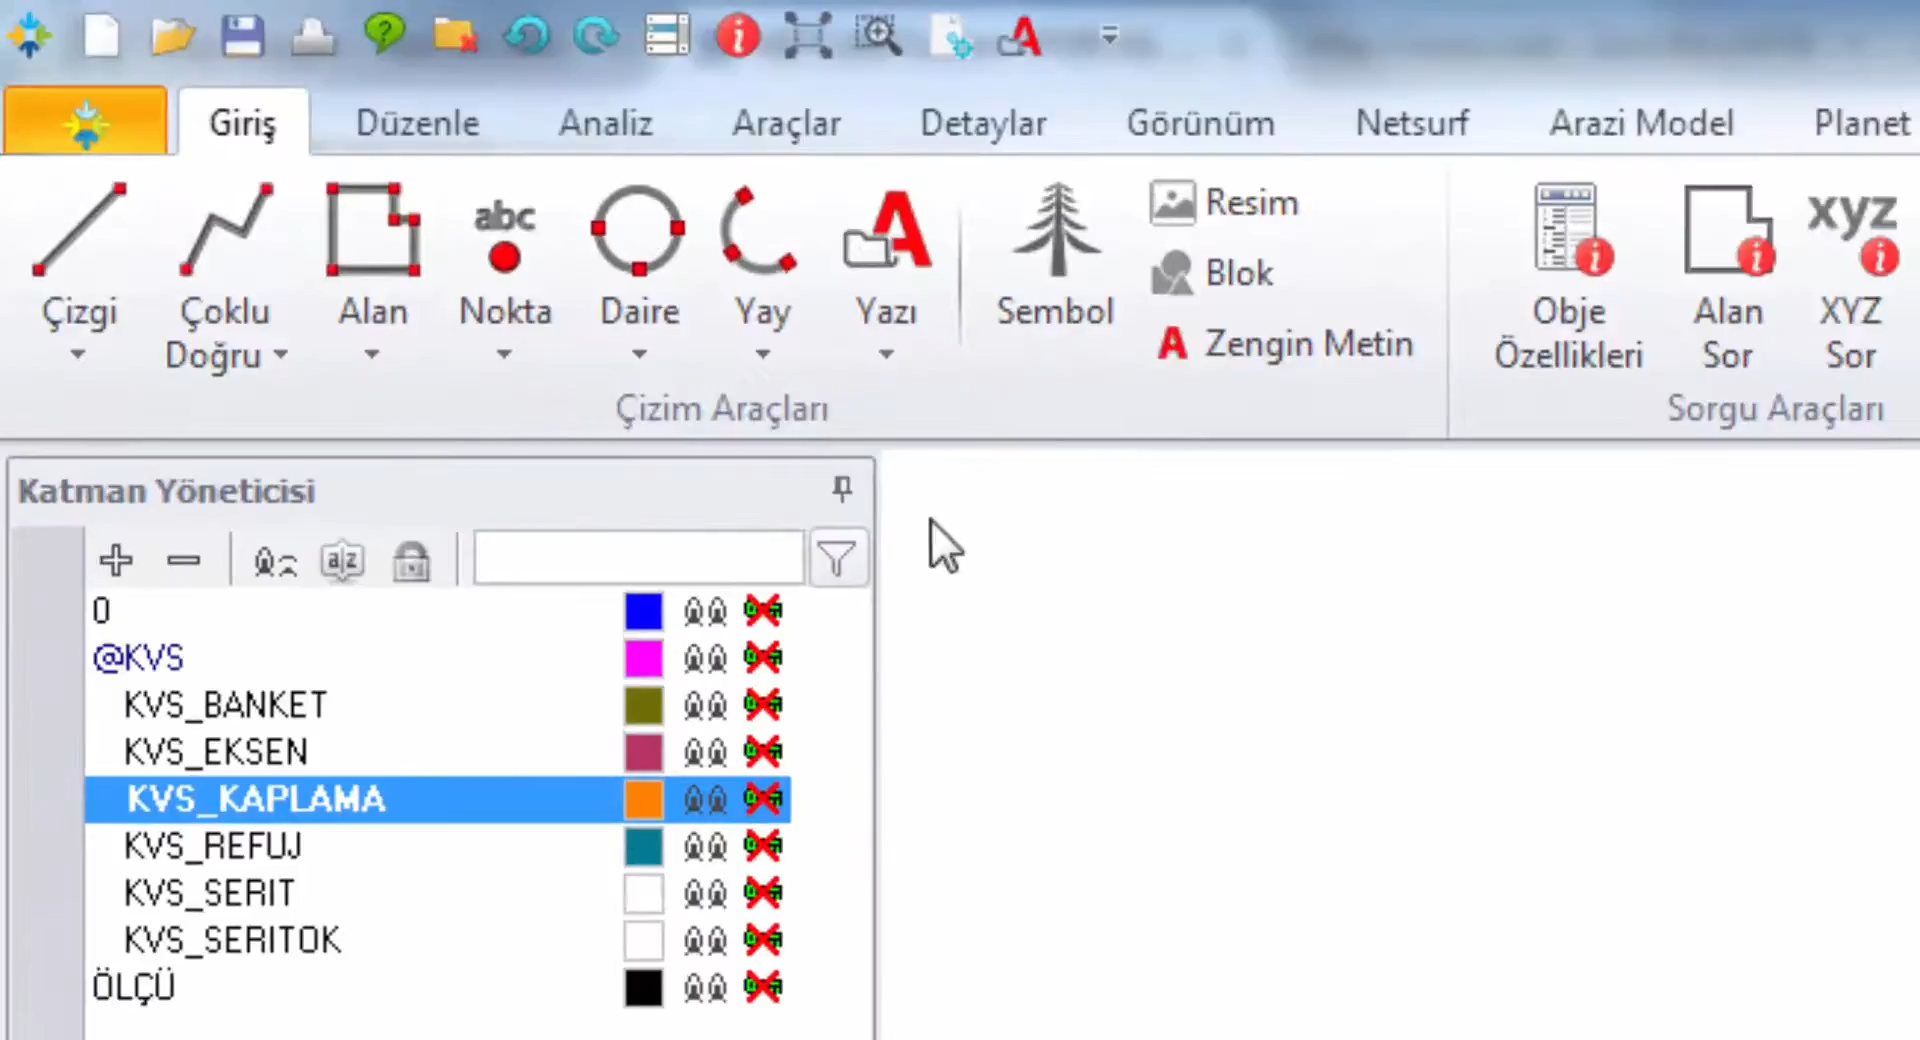 Giriş Düzenle Analiz Araçlar Detaylar Görünüm Netsurf Arazi Model Planet
abc
xyz
Çizgi
Çoklu
Doğru
Alan
Nokta
Daire
Yay
Yazı
Sembol
Resim
Blok
Zengin Metin
Çizim Araçları
Obje
Özellikleri
Alan
Sor
XYZ
Sor
Sorgu Araçları
Katman Yöneticisi
a|z
0
@KVS
KVS_BANKET
KVS_EKSEN
KVS_KAPLAMA
KVS_REFUJ
KVS_SERIT
KVS_SERITOK
ÖLÇÜ